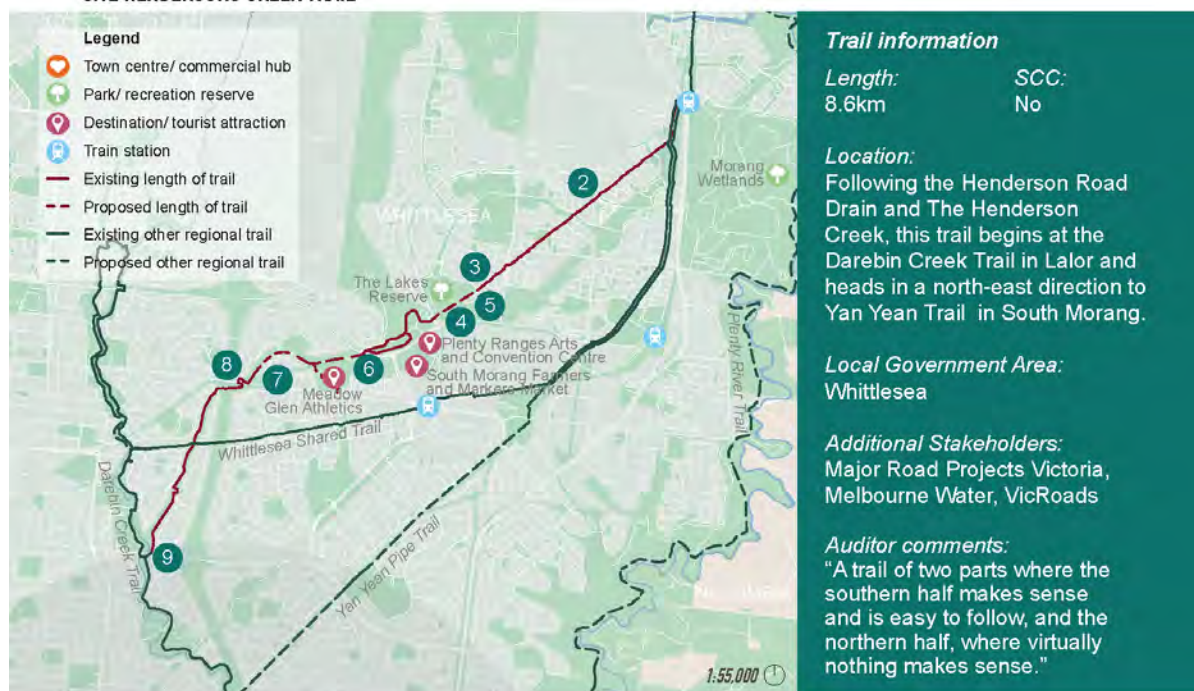 Legend
Town centre/ commercial hub
Park/ recreation reserve
Destination/ tourist attraction
Train station
Existing length of trail
Proposed length of trail
Existing other regional trail
Proposed other regional trail
Morang
Wetlands
WHITTLESEA
2
3
The Lakes
Reserve
5
4
Plenty Ranges Arts
and Convention Centre
8
7
6
South Morang Farmers
and Makers Market
Meadow
Glen Athletics
Whittlesea Shared Trail
Plenty River Trail
Darebin Creek Trail
9
Yan Yean Pipe Trail
1:55,000
Trail information
Length:
8.6km
SCC:
No
Location:
Following the Henderson Road
Drain and The Henderson
Creek, this trail begins at the
Darebin Creek Trail in Lalor and
heads in a north-east direction to
Yan Yean Trail in South Morang.
Local Government Area:
Whittlesea
Additional Stakeholders:
Major Road Projects Victoria,
Melbourne Water, VicRoads
Auditor comments:
“A trail of two parts where the
southern half makes sense
and is easy to follow, and the
northern half, where virtually
nothing makes sense.”